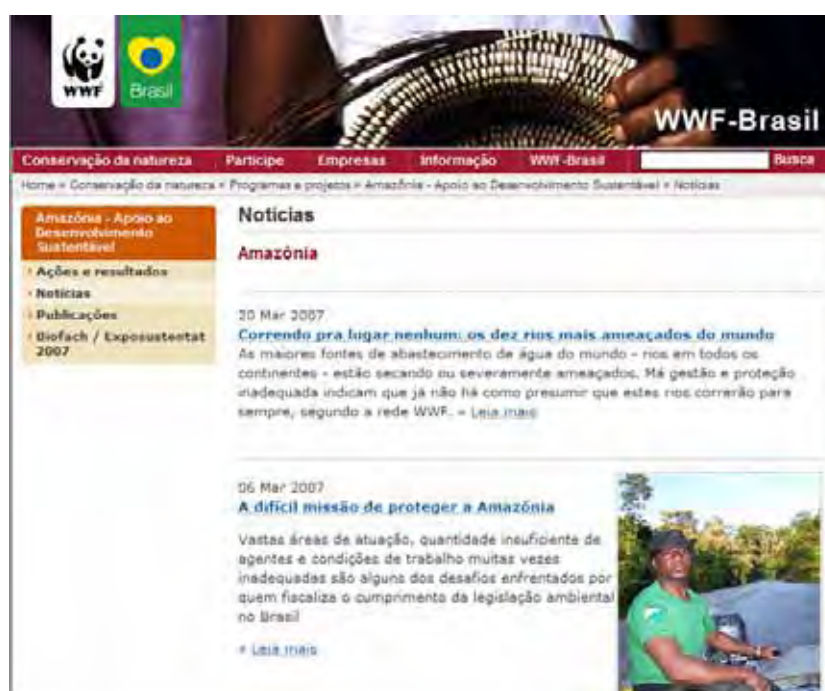 WWF
Brasil
WWF-Brasil
Conservação da natureza Participe Empresas Informação WWF-Brasil Busca
Home » Conservação da natureza » Programas e projetos » Amazônia - Apoio ao Desenvolvimento Sustentável » Notícias
Amazônia - Apoio ao
Desenvolvimento
Sustentável
Ações e resultados
Notícias
Publicações
Biofach / Exposustentat
2007
Notícias
Amazônia
20 Mar 2007
Correndo pra lugar nenhum: os dez rios mais ameaçados do mundo
As maiores fontes de abastecimento de água do mundo - rios em todos os
continentes - estão secando ou severamente ameaçados. Má gestão e proteção
inadequada indicam que já não há como presumir que estes rios correrão para
sempre, segundo a rede WWF. » Leia mais
06 Mar 2007
A difícil missão de proteger a Amazônia
Vastas áreas de atuação, quantidade insuficiente de
agentes e condições de trabalho muitas vezes
inadequadas são alguns dos desafios enfrentados por
quem fiscaliza o cumprimento da legislação ambiental
no Brasil
» Leia mais